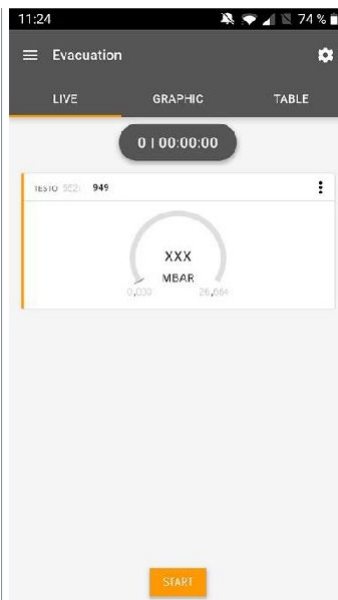 11:24 74 %
Evacuation
LIVE GRAPHIC TABLE
0 | 00:00:00
TESTO 552i 949
XXX
MBAR
0,000 26,664
START